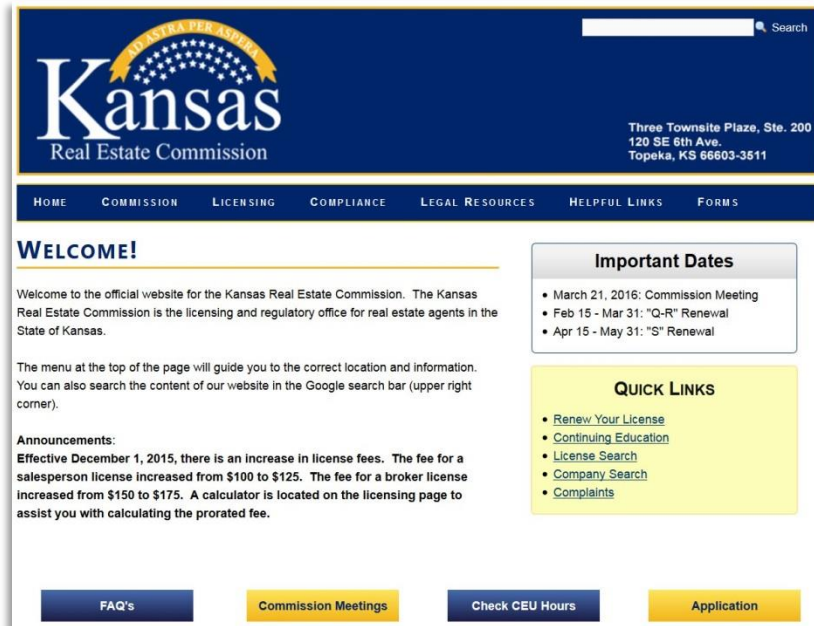 AD ASTRA PER ASPERA
Kansas
Real Estate Commission
Search
Three Townsite Plaze, Ste. 200
120 SE 6th Ave.
Topeka, KS 66603-3511
HOME COMMISSION LICENSING COMPLIANCE LEGAL RESOURCES HELPFUL LINKS FORMS
WELCOME!
Welcome to the official website for the Kansas Real Estate Commission. The Kansas
Real Estate Commission is the licensing and regulatory office for real estate agents in the
State of Kansas.
The menu at the top of the page will guide you to the correct location and information.
You can also search the content of our website in the Google search bar (upper right
corner).
Announcements:
Effective December 1, 2015, there is an increase in license fees. The fee for a
salesperson license increased from $100 to $125. The fee for a broker license
increased from $150 to $175. A calculator is located on the licensing page to
assist you with calculating the prorated fee.
Important Dates
• March 21, 2016: Commission Meeting
• Feb 15 - Mar 31: "Q-R" Renewal
• Apr 15 - May 31: "S" Renewal
QUICK LINKS
• Renew Your License
• Continuing Education
• License Search
• Company Search
• Complaints
FAQ's Commission Meetings Check CEU Hours Application